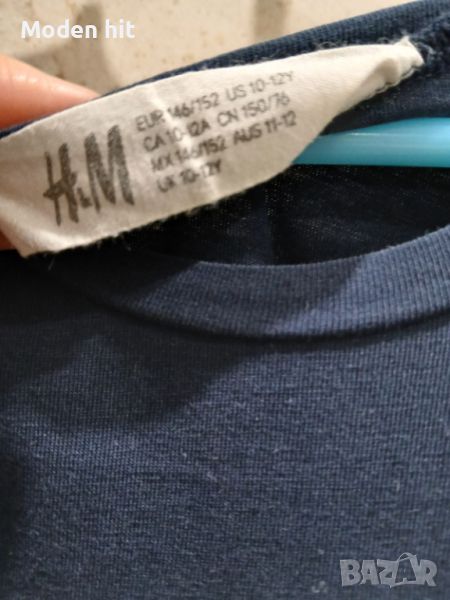 Moden hit
EUR 146/152 US 10-12Y
CA 10-12A CN 150/76
MX 146/152 AUS 11-12
UK 10-12Y
H&M
BAZAR